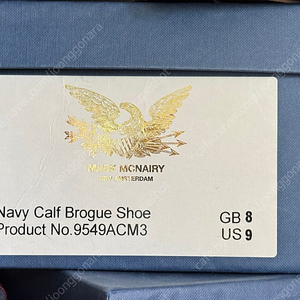 MARK MCNAIRY
NEW AMSTERDAM
Navy Calf Brogue Shoe
Product No.9549ACM3
GB 8
US 9